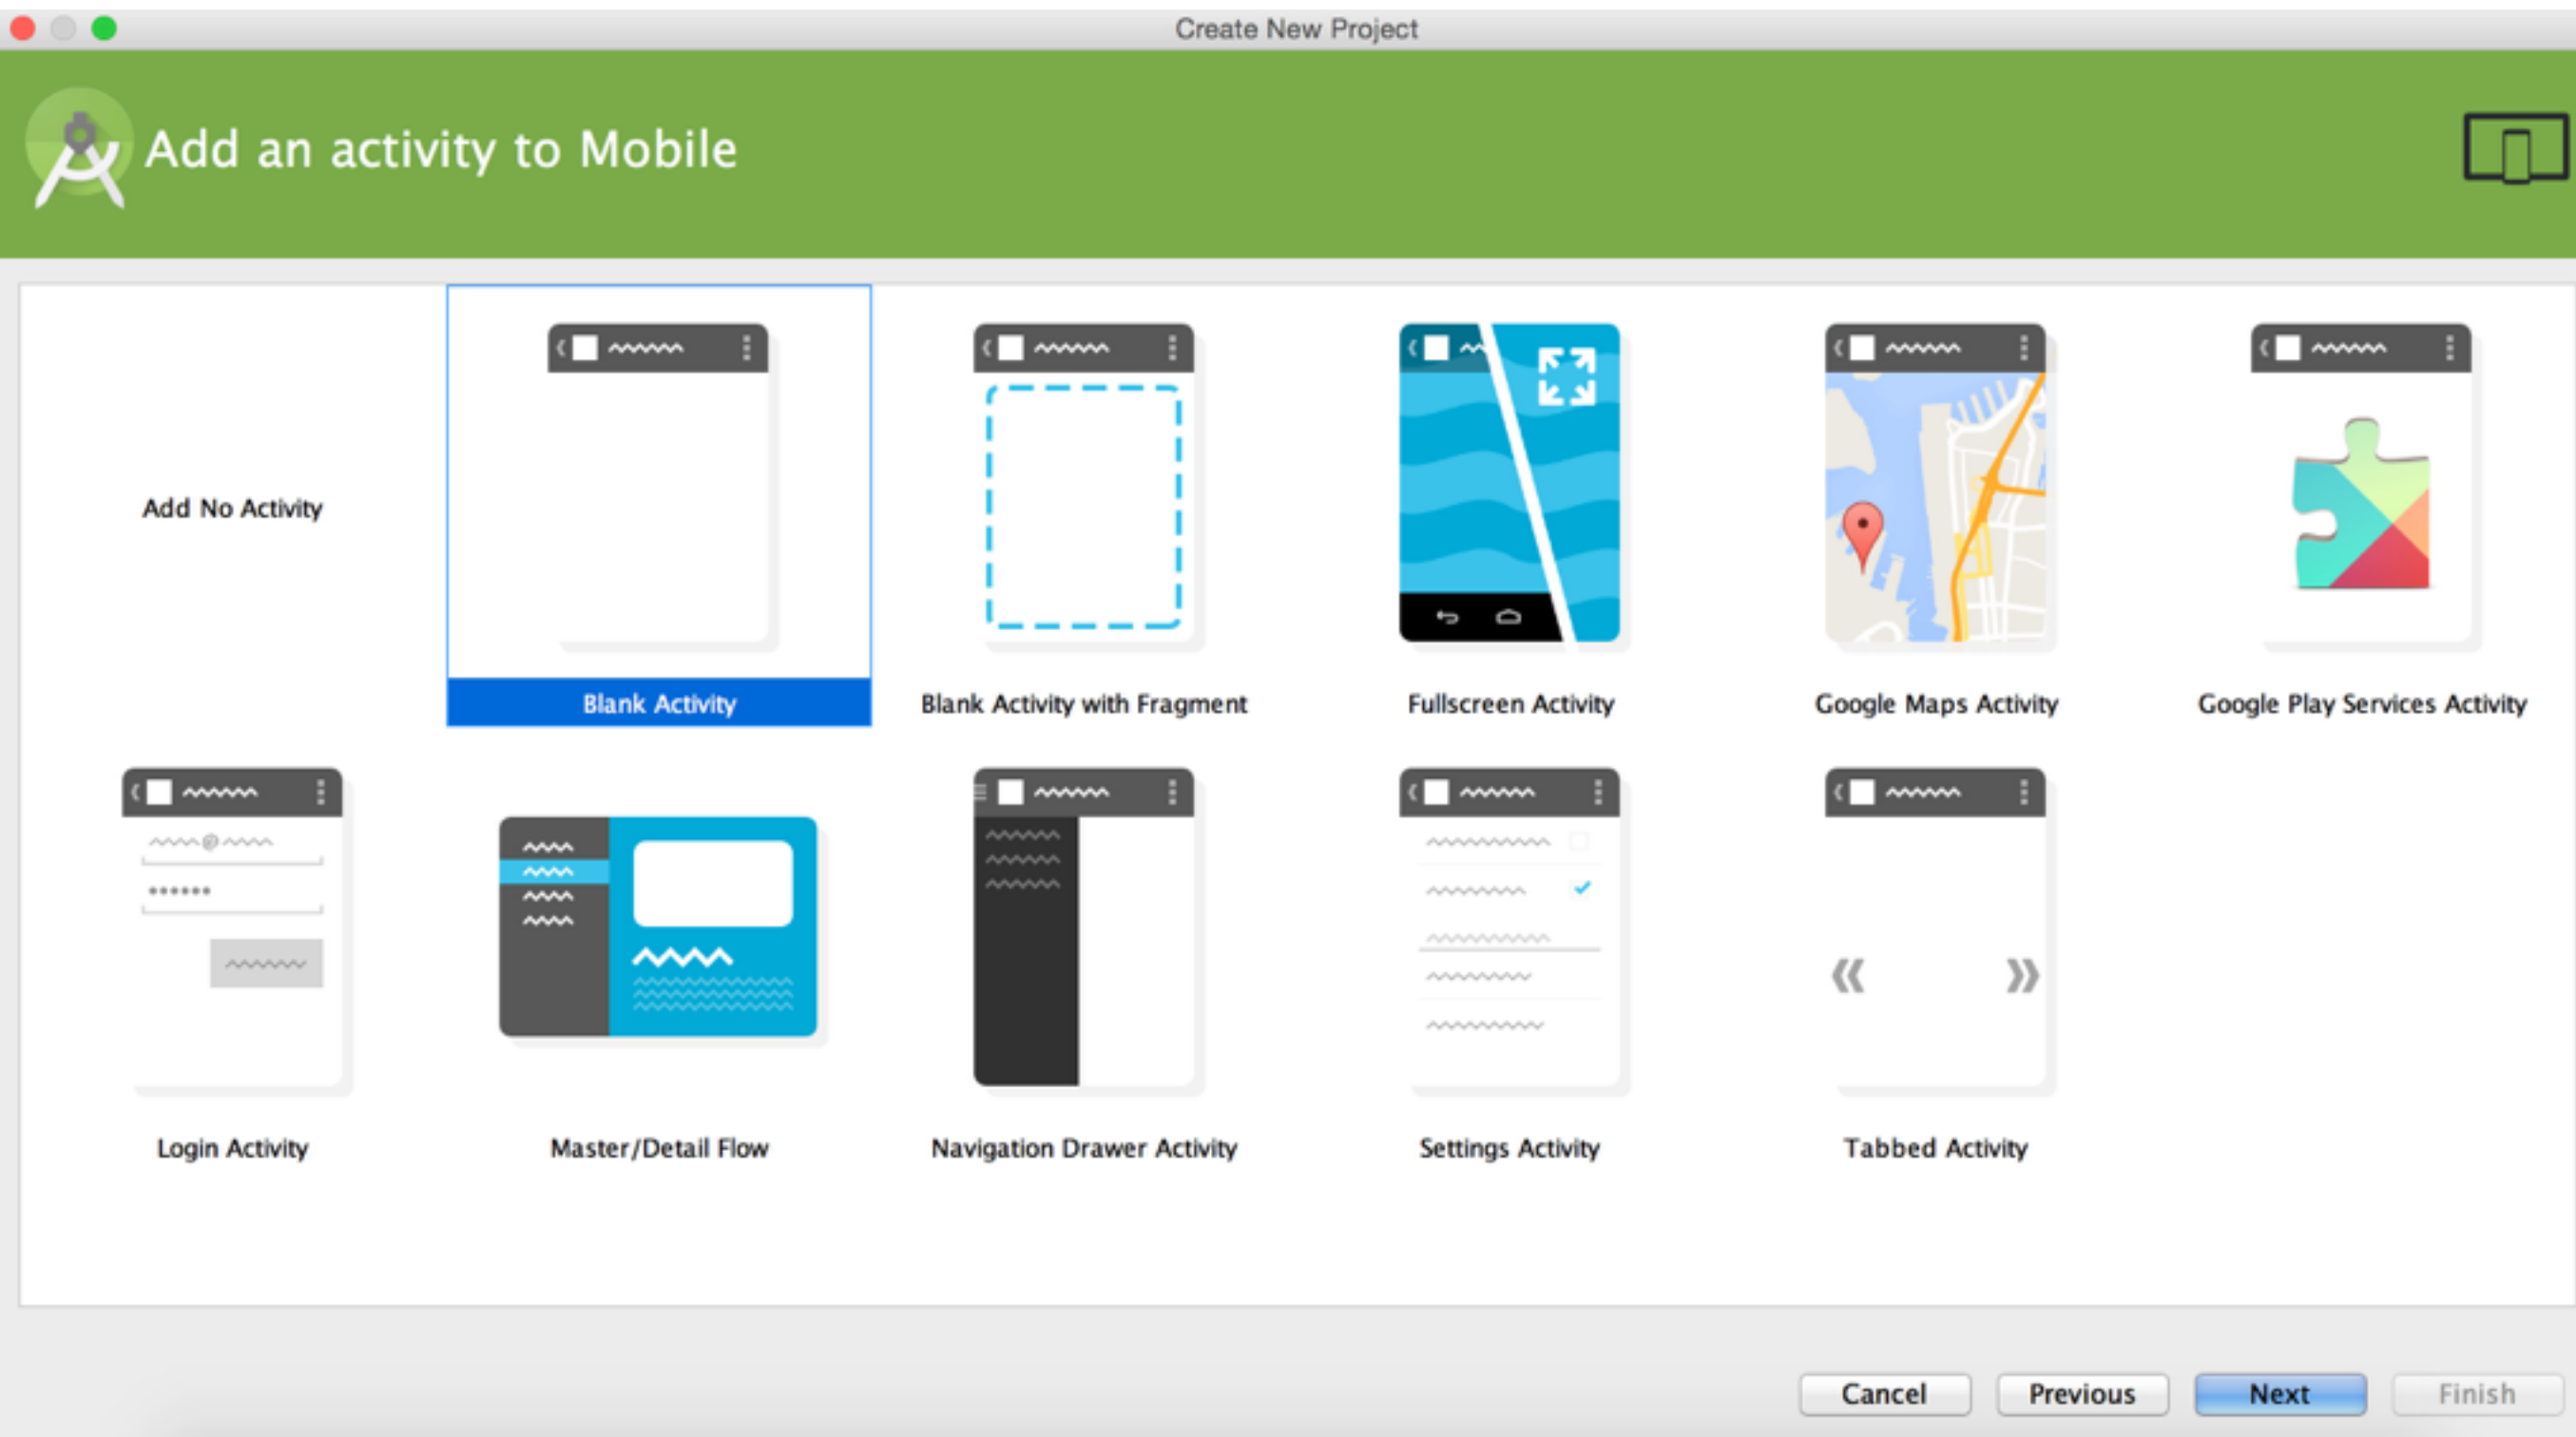 Create New Project
Add an activity to Mobile
Add No Activity
Blank Activity
Blank Activity with Fragment
Fullscreen Activity
Google Maps Activity
Google Play Services Activity
Login Activity
Master/Detail Flow
Navigation Drawer Activity
Settings Activity
Tabbed Activity
Cancel
Previous
Next
Finish